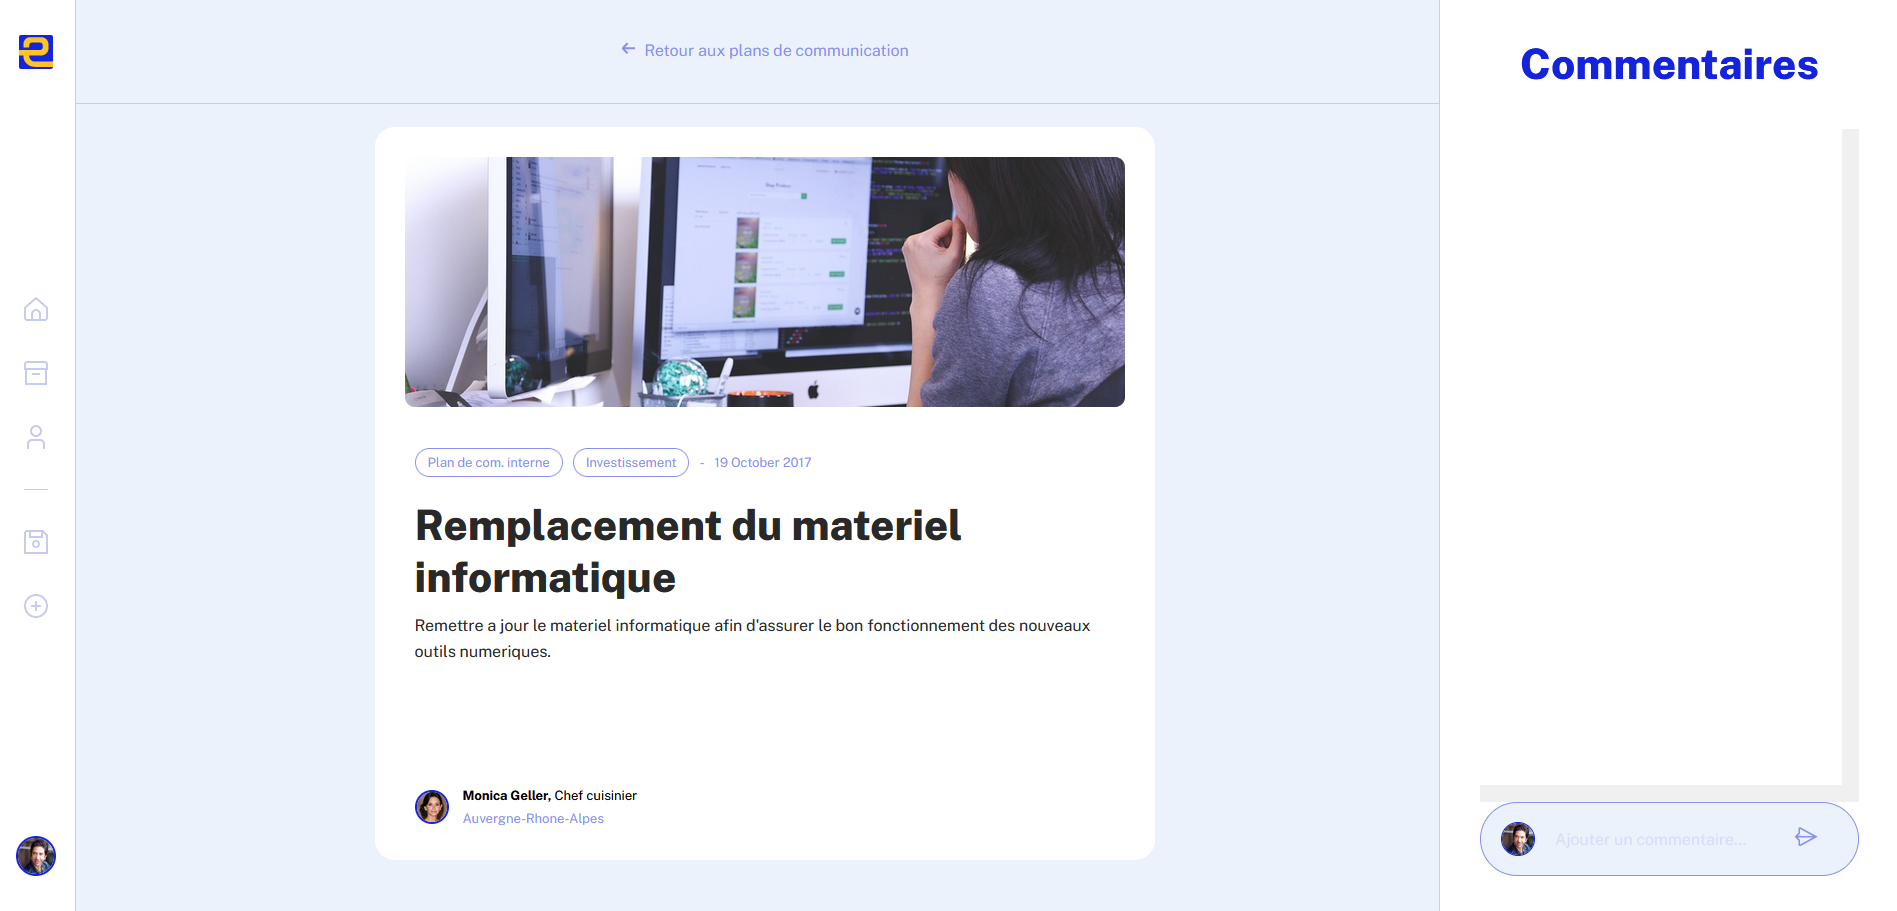 Retour aux plans de communication
Commentaires
Plan de com. interne
Investissement
- 19 October 2017
Remplacement du materiel
informatique
Remettre a jour le materiel informatique afin d'assurer le bon fonctionnement des nouveaux
outils numeriques.
Monica Geller, Chef cuisinier
Auvergne-Rhone-Alpes
Ajouter un commentaire...